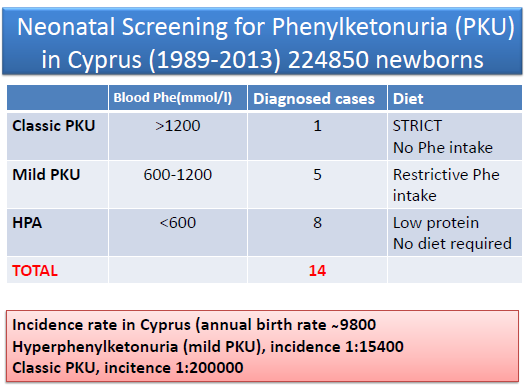 Neonatal Screening for Phenylketonuria (PKU)
in Cyprus (1989-2013) 224850 newborns
Blood Phe(mmol/l) Diagnosed cases Diet
Classic PKU >1200 1 STRICT
No Phe intake
Mild PKU 600-1200 5 Restrictive Phe
intake
HPA <600 8 Low protein
No diet required
TOTAL 14
Incidence rate in Cyprus (annual birth rate ~9800
Hyperphenylketonuria (mild PKU), incidence 1:15400
Classic PKU, incitence 1:200000